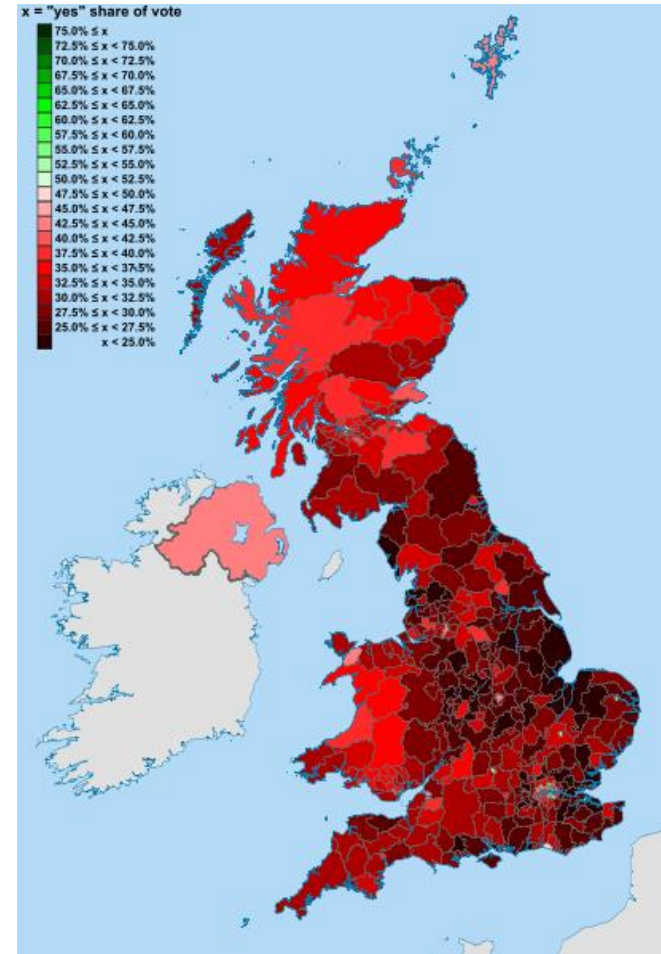 x = "yes" share of vote
75.0% ≤ x
72.5% ≤ x < 75.0%
70.0% ≤ x < 72.5%
67.5% ≤ x < 70.0%
65.0% ≤ x < 67.5%
62.5% ≤ x < 65.0%
60.0% ≤ x < 62.5%
57.5% ≤ x < 60.0%
55.0% ≤ x < 57.5%
52.5% ≤ x < 55.0%
50.0% ≤ x < 52.5%
47.5% ≤ x < 50.0%
45.0% ≤ x < 47.5%
42.5% ≤ x < 45.0%
40.0% ≤ x < 42.5%
37.5% ≤ x < 40.0%
35.0% ≤ x < 37.5%
32.5% ≤ x < 35.0%
30.0% ≤ x < 32.5%
27.5% ≤ x < 30.0%
25.0% ≤ x < 27.5%
x < 25.0%